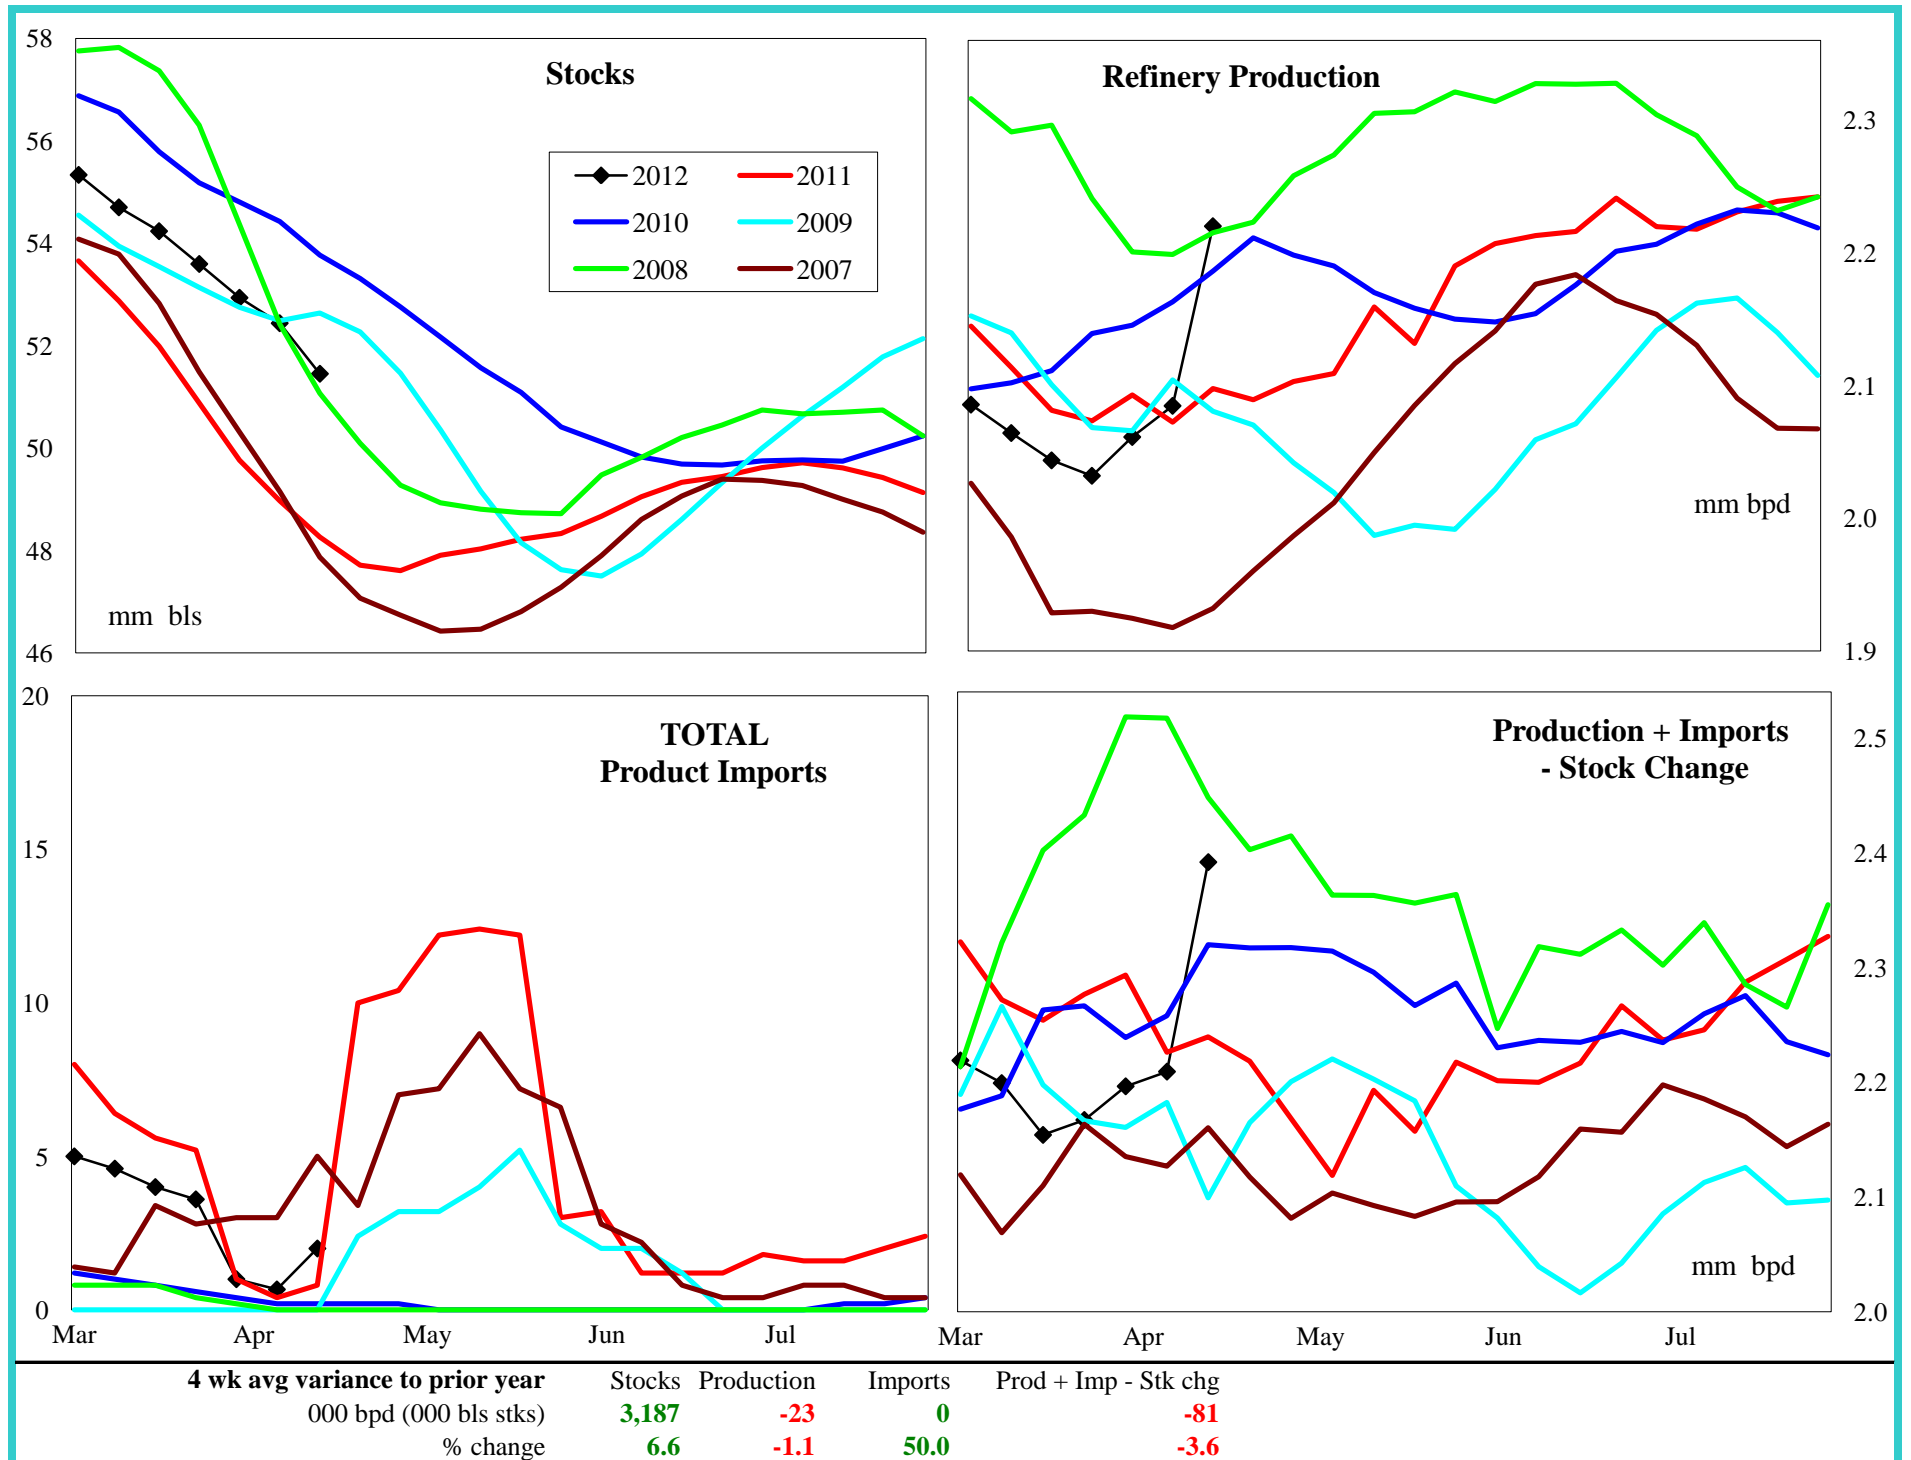 Stocks
58
56
54
52
50
48
46
2012
2011
2010
2009
2008
2007
mm bls
Refinery Production
2.3
2.2
2.1
2.0
1.9
mm bpd
TOTAL
Product Imports
20
15
10
5
0
Mar Apr May Jun Jul
Production + Imports
- Stock Change
2.5
2.4
2.3
2.2
2.1
2.0
mm bpd
Mar Apr May Jun Jul
4 wk avg variance to prior year Stocks Production Imports Prod + Imp - Stk chg
000 bpd (000 bls stks) 3,187 -23 0 -81
% change 6.6 -1.1 50.0 -3.6